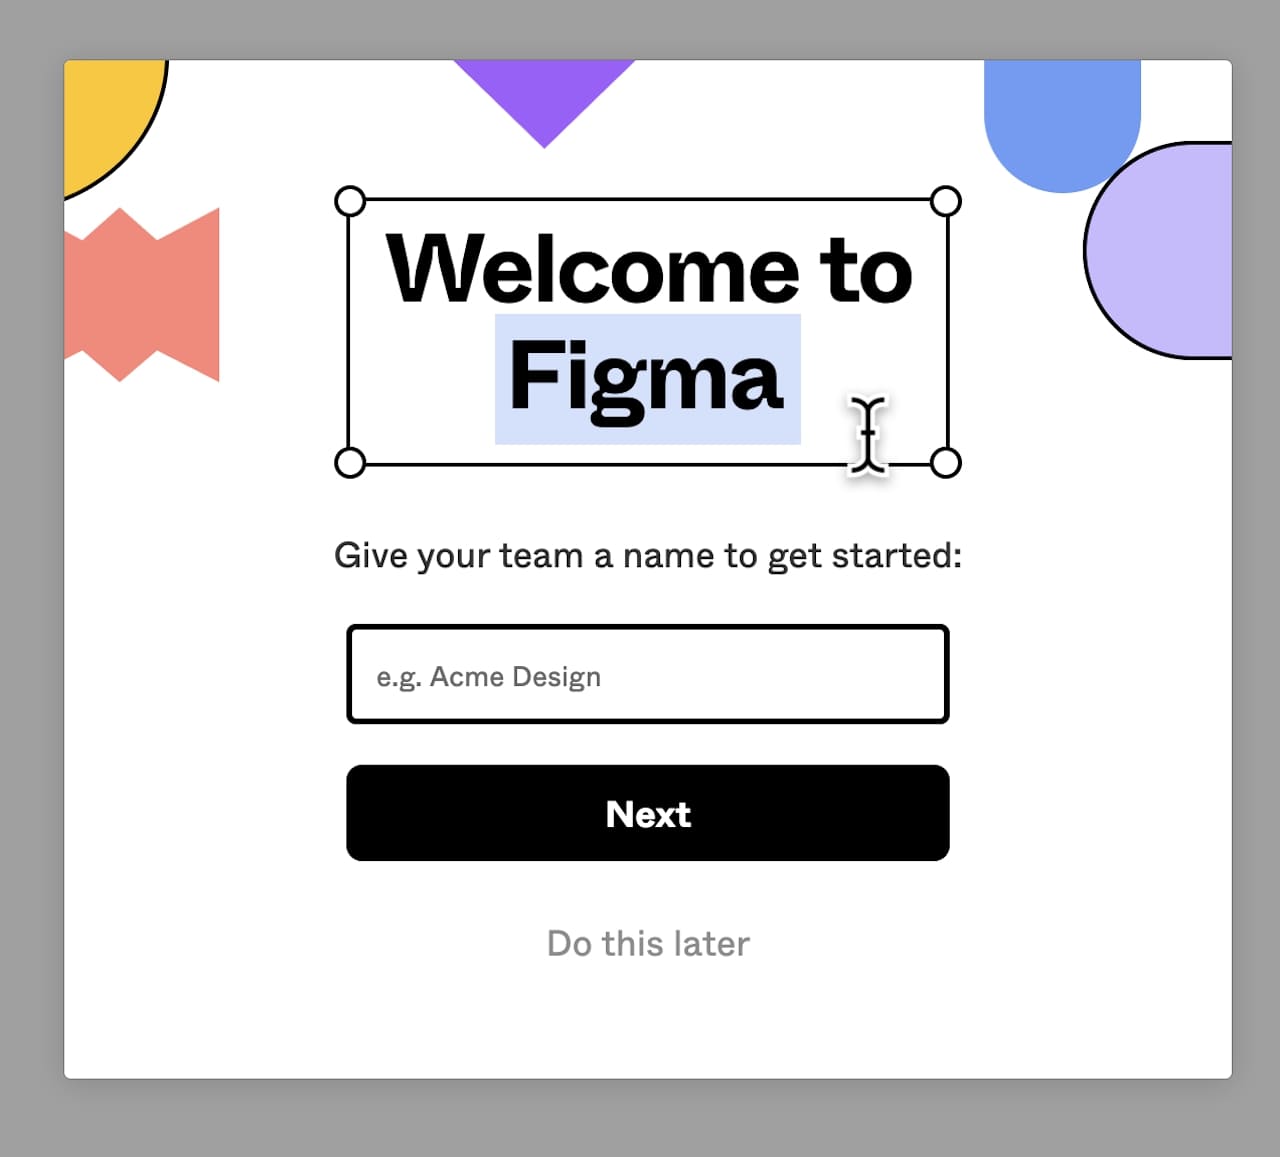 Welcome to
Figma
Give your team a name to get started:
e.g. Acme Design
Next
Do this later